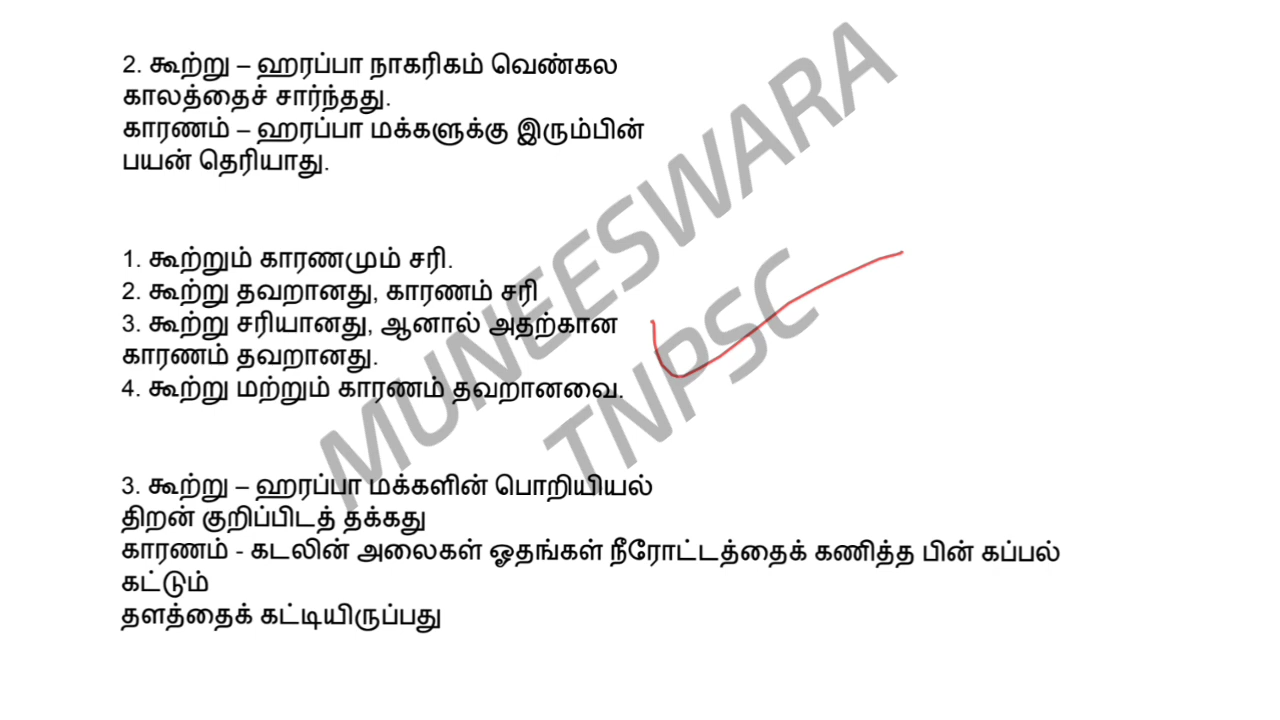 2. கூற்று – ஹரப்பா நாகரிகம் வெண்கல
காலத்தைச் சார்ந்தது.
காரணம் – ஹரப்பா மக்களுக்கு இரும்பின்
பயன் தெரியாது.
1. கூற்றும் காரணமும் சரி.
2. கூற்று தவறானது, காரணம் சரி
3. கூற்று சரியானது, ஆனால் அதற்கான
காரணம் தவறானது.
4. கூற்று மற்றும் காரணம் தவறானவை.
3. கூற்று – ஹரப்பா மக்களின் பொறியியல்
திறன் குறிப்பிடத் தக்கது
காரணம் - கடலின் அலைகள் ஓதங்கள் நீரோட்டத்தைக் கணித்த பின் கப்பல்
கட்டும்
தளத்தைக் கட்டியிருப்பது
MUNEESWARA
TNPSC